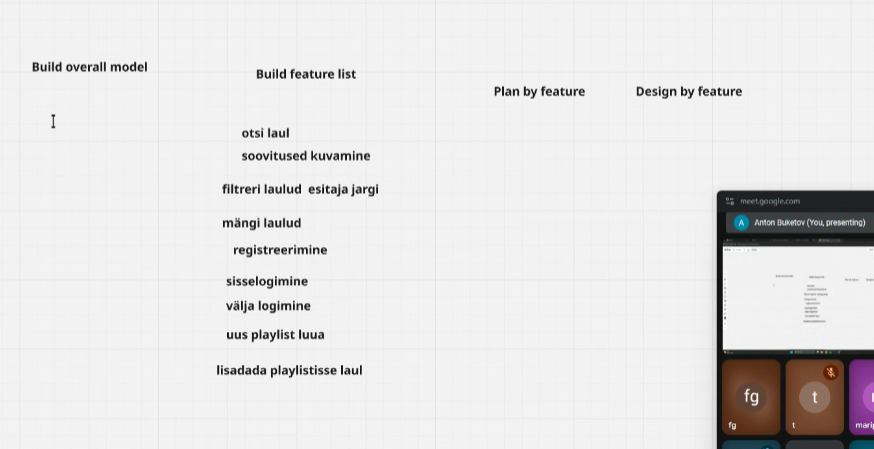 Build overall model
Build feature list
Plan by feature
Design by feature
otsi laul
soovitused kuvamine
filtreri laulud esitaja jargi
mängi laulud
registreerimine
sisselogimine
välja logimine
uus playlist luua
lisadada playlistisse laul
meet.google.com
A
Anton Buketov (You, presenting)
fg
t
fg
t